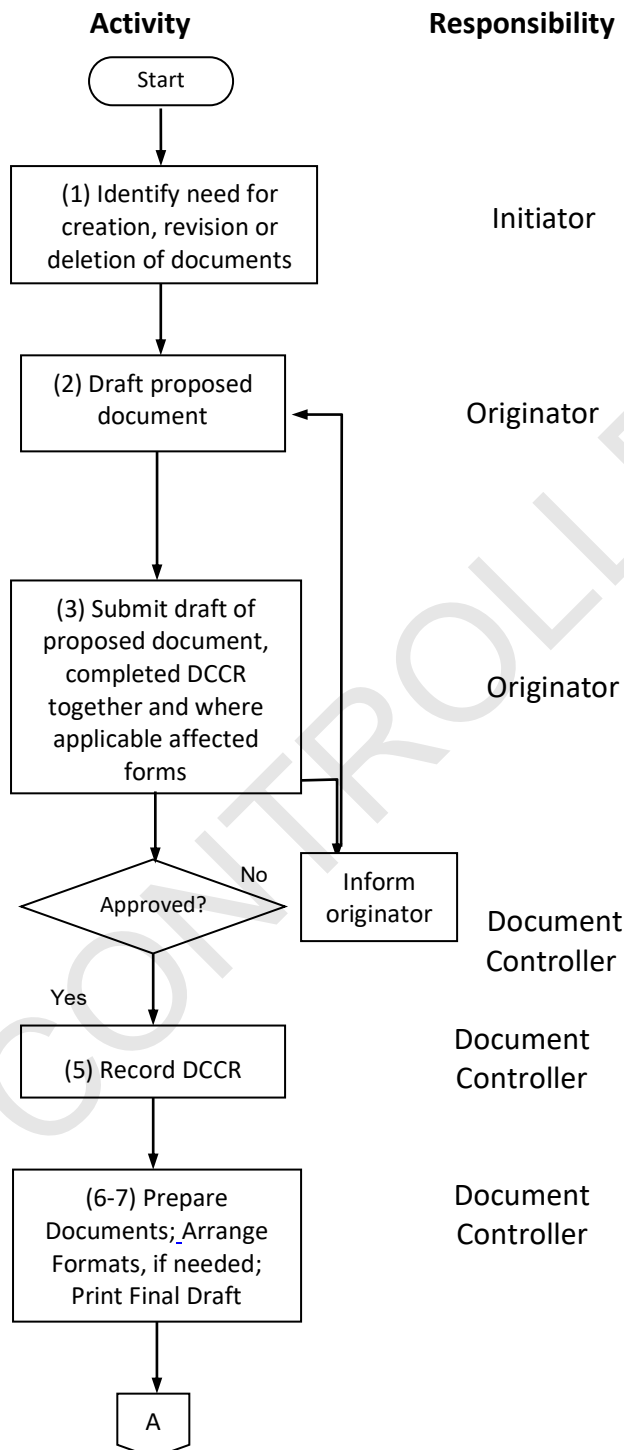 Activity
Responsibility
Start
(1) Identify need for
creation, revision or
deletion of documents
Initiator
(2) Draft proposed
document
Originator
(3) Submit draft of
proposed document,
completed DCCR
together and where
applicable affected
forms
Originator
Approved?
No
Inform
originator
Document
Controller
Yes
(5) Record DCCR
Document
Controller
(6-7) Prepare
Documents; Arrange
Formats, if needed;
Print Final Draft
Document
Controller
A
CONTROLLE